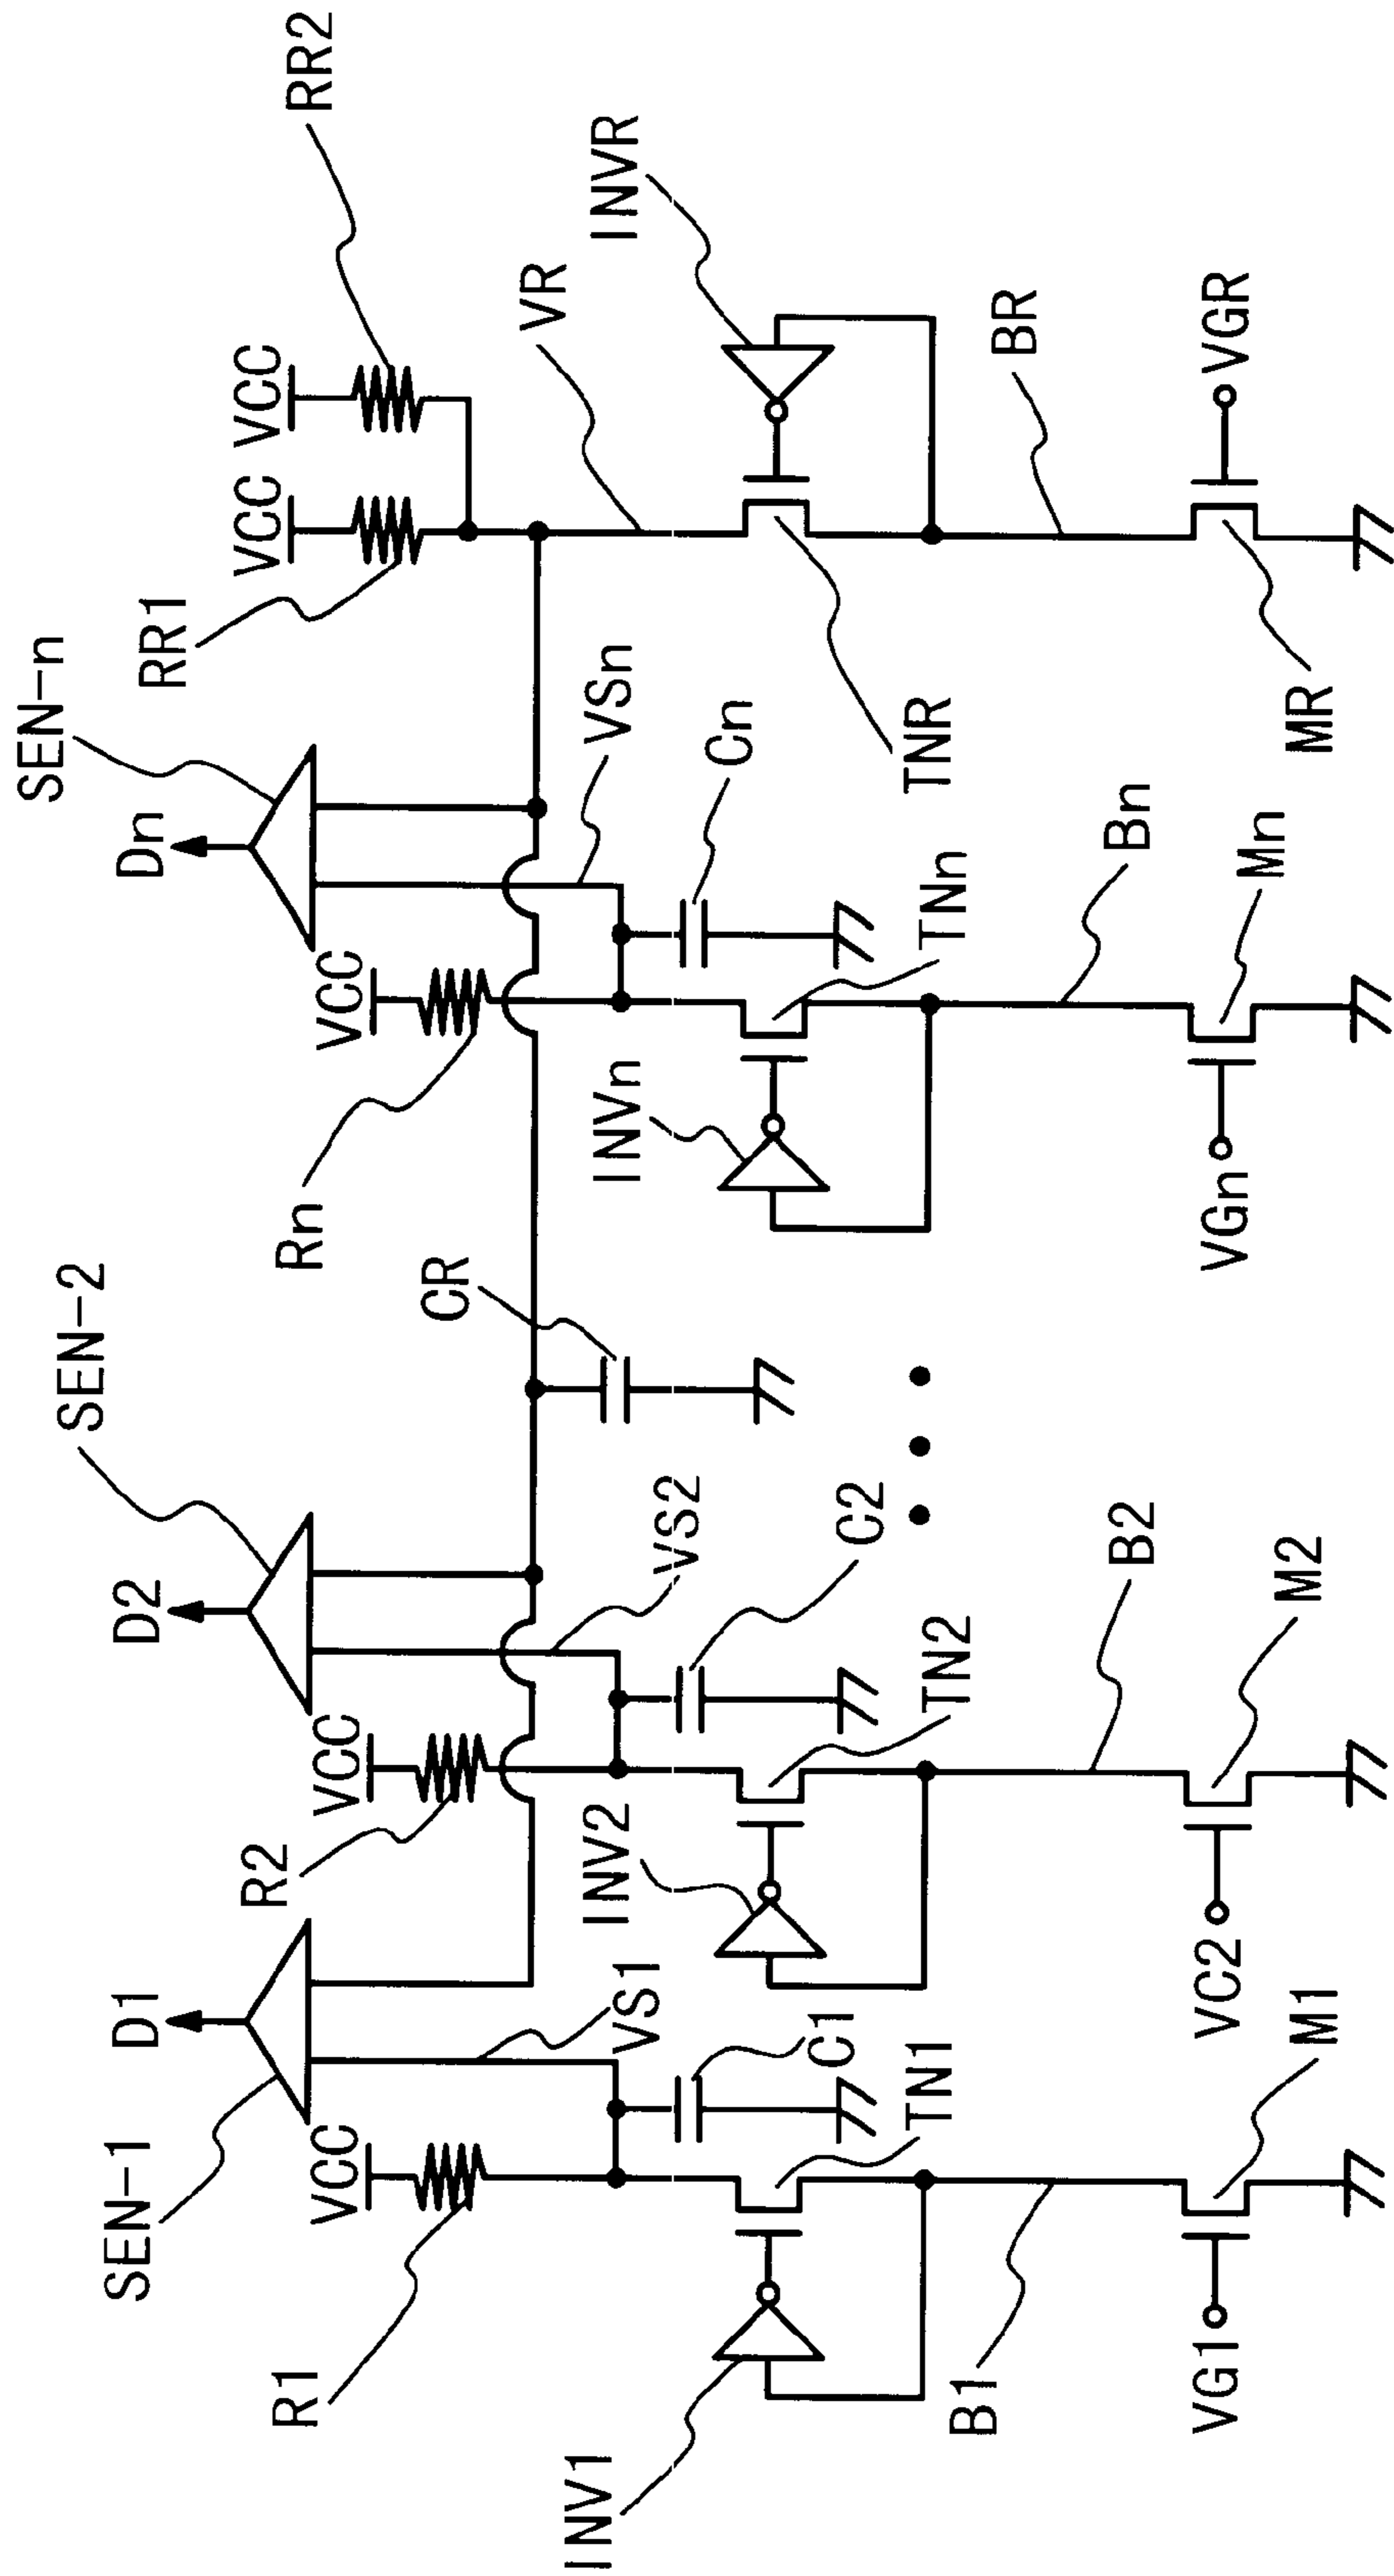 D1
D2
Dn
SEN-1
SEN-2
SEN-n
VCC
VCC
VCC
VCC
VCC
R1
R2
Rn
RR1
RR2
VS1
VS2
VSn
VR
CR
C1
C2
Cn
INV1
INV2
INVn
INVR
TN1
TN2
TNn
TNR
B1
B2
Bn
BR
VG1
VC2
VGn
VGR
M1
M2
Mn
MR